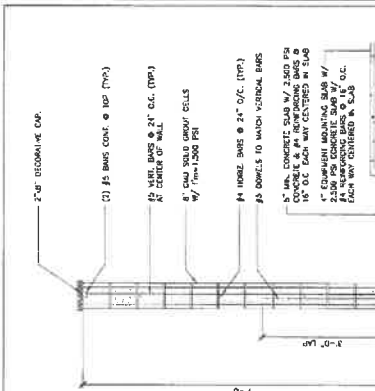 2"x8" DECORATIVE CAP.
(2) #5 BARS CONT. @ TOP (TYP.)
#5 VERT. BARS @ 24" O.C. (TYP.)
AT CENTER OF WALL
8" CMU SOLID GROUT CELLS
W/ f'm=1,500 PSI
#4 HORIZ. BARS @ 24" O/C. (TYP.)
#5 DOWELS TO MATCH VERTICAL BARS
MIN. CONCRETE SLAB W/ 2,500 PSI
CONCRETE & #4 REINFORCING BARS @
16" O.C. EACH WAY CENTERED IN SLAB
4" EQUIPMENT MOUNTING SLAB W/
2,500 PSI CONCRETE SLAB W/
#4 REINFORCING BARS @ 16" O.C.
EACH WAY CENTERED IN SLAB
3'-0" LAP